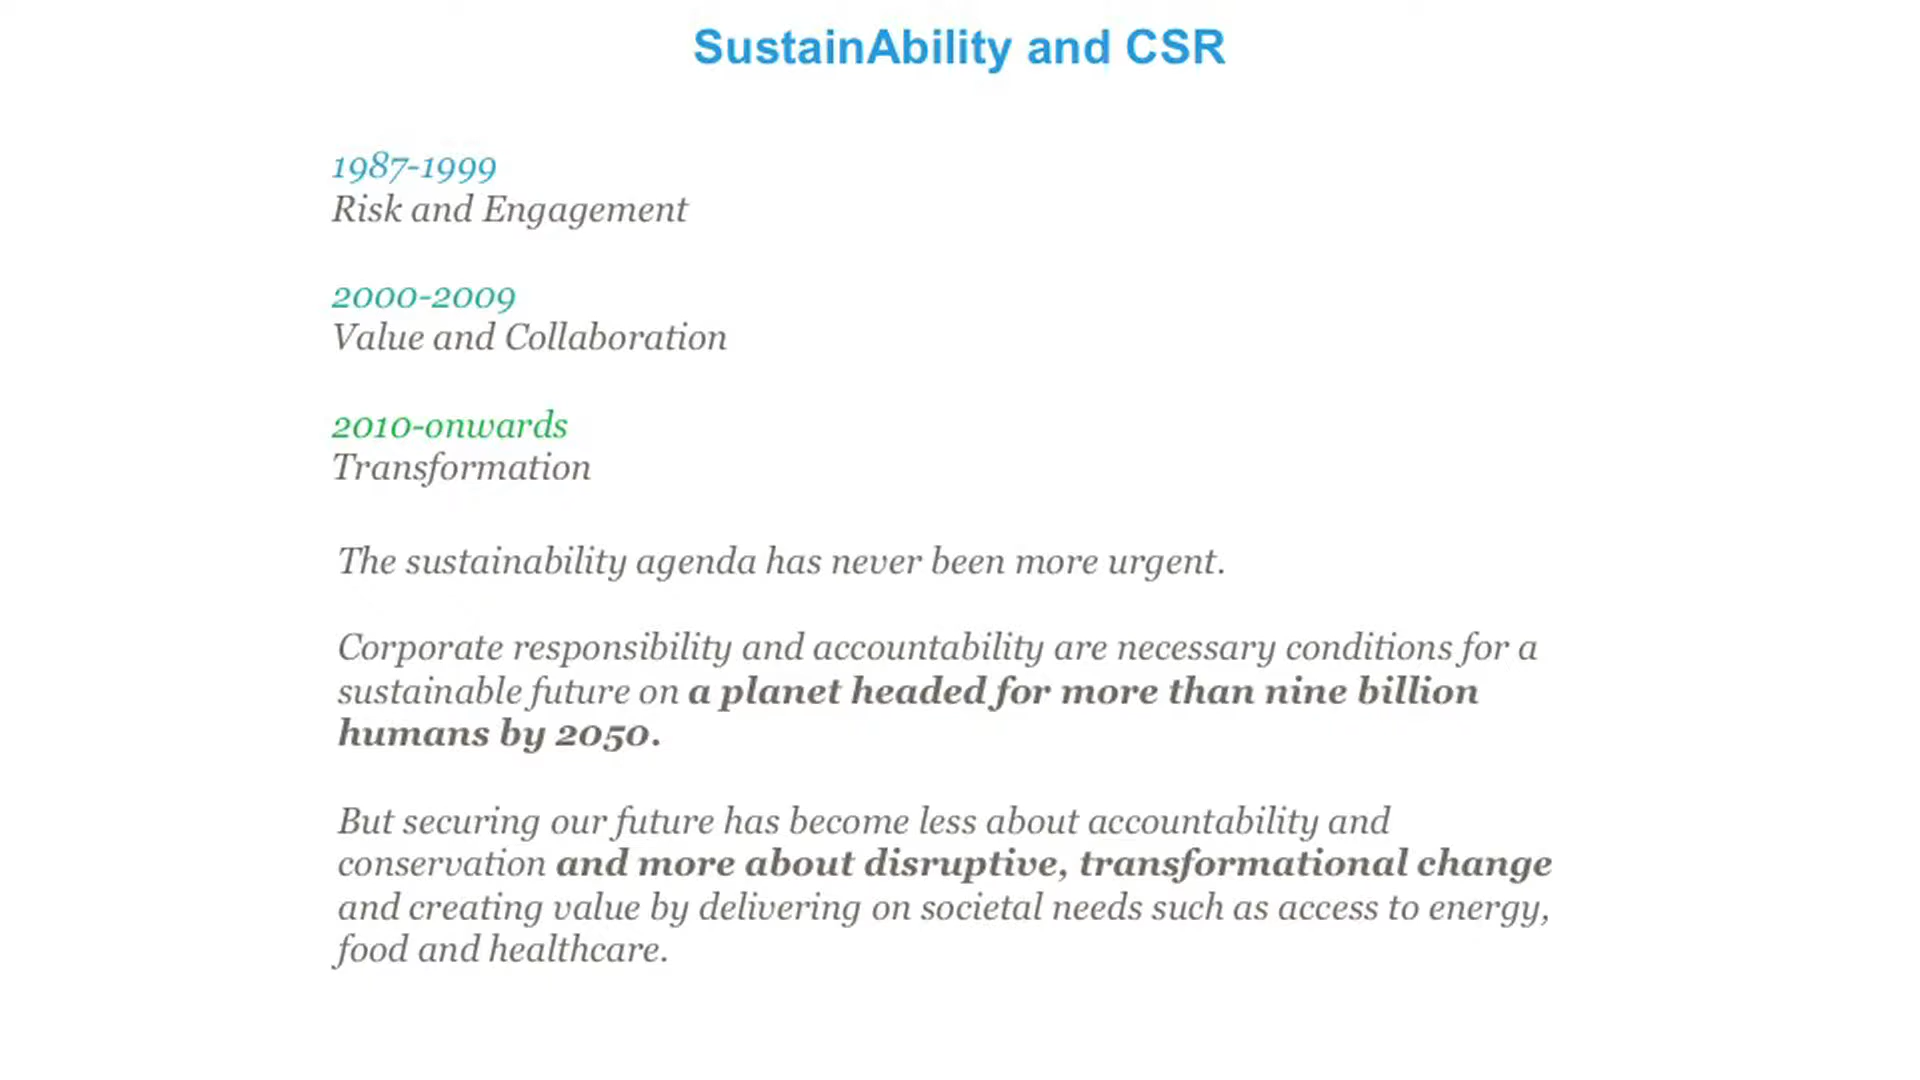 SustainAbility and CSR
1987-1999
Risk and Engagement
2000-2009
Value and Collaboration
2010-onwards
Transformation
The sustainability agenda has never been more urgent.
Corporate responsibility and accountability are necessary conditions for a
sustainable future on a planet headed for more than nine billion
humans by 2050.
But securing our future has become less about accountability and
conservation and more about disruptive, transformational change
and creating value by delivering on societal needs such as access to energy,
food and healthcare.